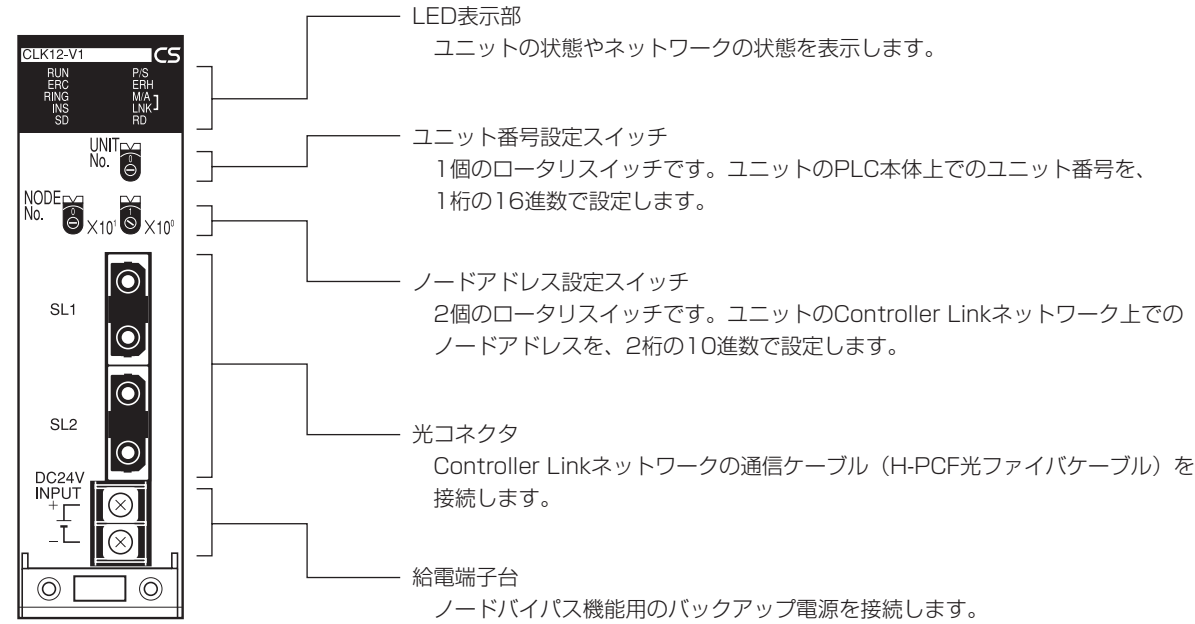 CLK12-V1 CS
RUN P/S
ERC ERH
RING M/A
INS LNK
SD RD
UNIT
No.
NODE
No.
X10¹ X10⁰
SL1
SL2
DC24V
INPUT
+
−
LED表示部
ユニットの状態やネットワークの状態を表示します。
ユニット番号設定スイッチ
1個のロータリスイッチです。ユニットのPLC本体上でのユニット番号を、
1桁の16進数で設定します。
ノードアドレス設定スイッチ
2個のロータリスイッチです。ユニットのController Linkネットワーク上での
ノードアドレスを、2桁の10進数で設定します。
光コネクタ
Controller Linkネットワークの通信ケーブル（H-PCF光ファイバケーブル）を
接続します。
給電端子台
ノードバイパス機能用のバックアップ電源を接続します。